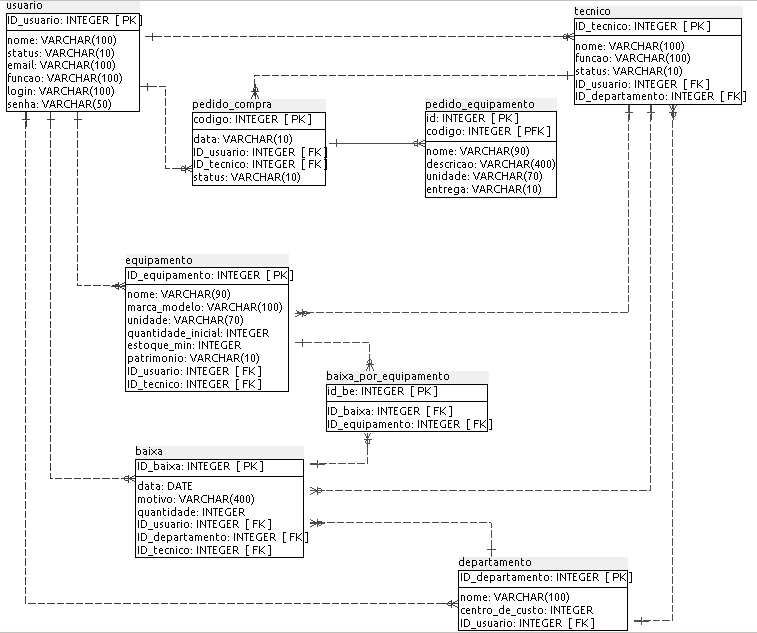 usuario
ID_usuario: INTEGER [ PK ]
nome: VARCHAR(100)
status: VARCHAR(10)
email: VARCHAR(100)
funcao: VARCHAR(100)
login: VARCHAR(100)
senha: VARCHAR(50)
tecnico
ID_tecnico: INTEGER [ PK ]
nome: VARCHAR(100)
funcao: VARCHAR(100)
status: VARCHAR(10)
ID_usuario: INTEGER [ FK ]
ID_departamento: INTEGER [ FK ]
pedido_compra
codigo: INTEGER [ PK ]
data: VARCHAR(10)
ID_usuario: INTEGER [ FK ]
ID_tecnico: INTEGER [ FK ]
status: VARCHAR(10)
pedido_equipamento
id: INTEGER [ PK ]
codigo: INTEGER [ PFK ]
nome: VARCHAR(90)
descricao: VARCHAR(400)
unidade: VARCHAR(70)
entrega: VARCHAR(10)
equipamento
ID_equipamento: INTEGER [ PK ]
nome: VARCHAR(90)
marca_modelo: VARCHAR(100)
unidade: VARCHAR(70)
quantidade_inicial: INTEGER
estoque_min: INTEGER
patrimonio: VARCHAR(10)
ID_usuario: INTEGER [ FK ]
ID_tecnico: INTEGER [ FK ]
baixa_por_equipamento
id_be: INTEGER [ PK ]
ID_baixa: INTEGER [ FK ]
ID_equipamento: INTEGER [ FK ]
baixa
ID_baixa: INTEGER [ PK ]
data: DATE
motivo: VARCHAR(400)
quantidade: INTEGER
ID_usuario: INTEGER [ FK ]
ID_departamento: INTEGER [ FK ]
ID_tecnico: INTEGER [ FK ]
departamento
ID_departamento: INTEGER [ PK ]
nome: VARCHAR(100)
centro_de_custo: INTEGER
ID_usuario: INTEGER [ FK ]